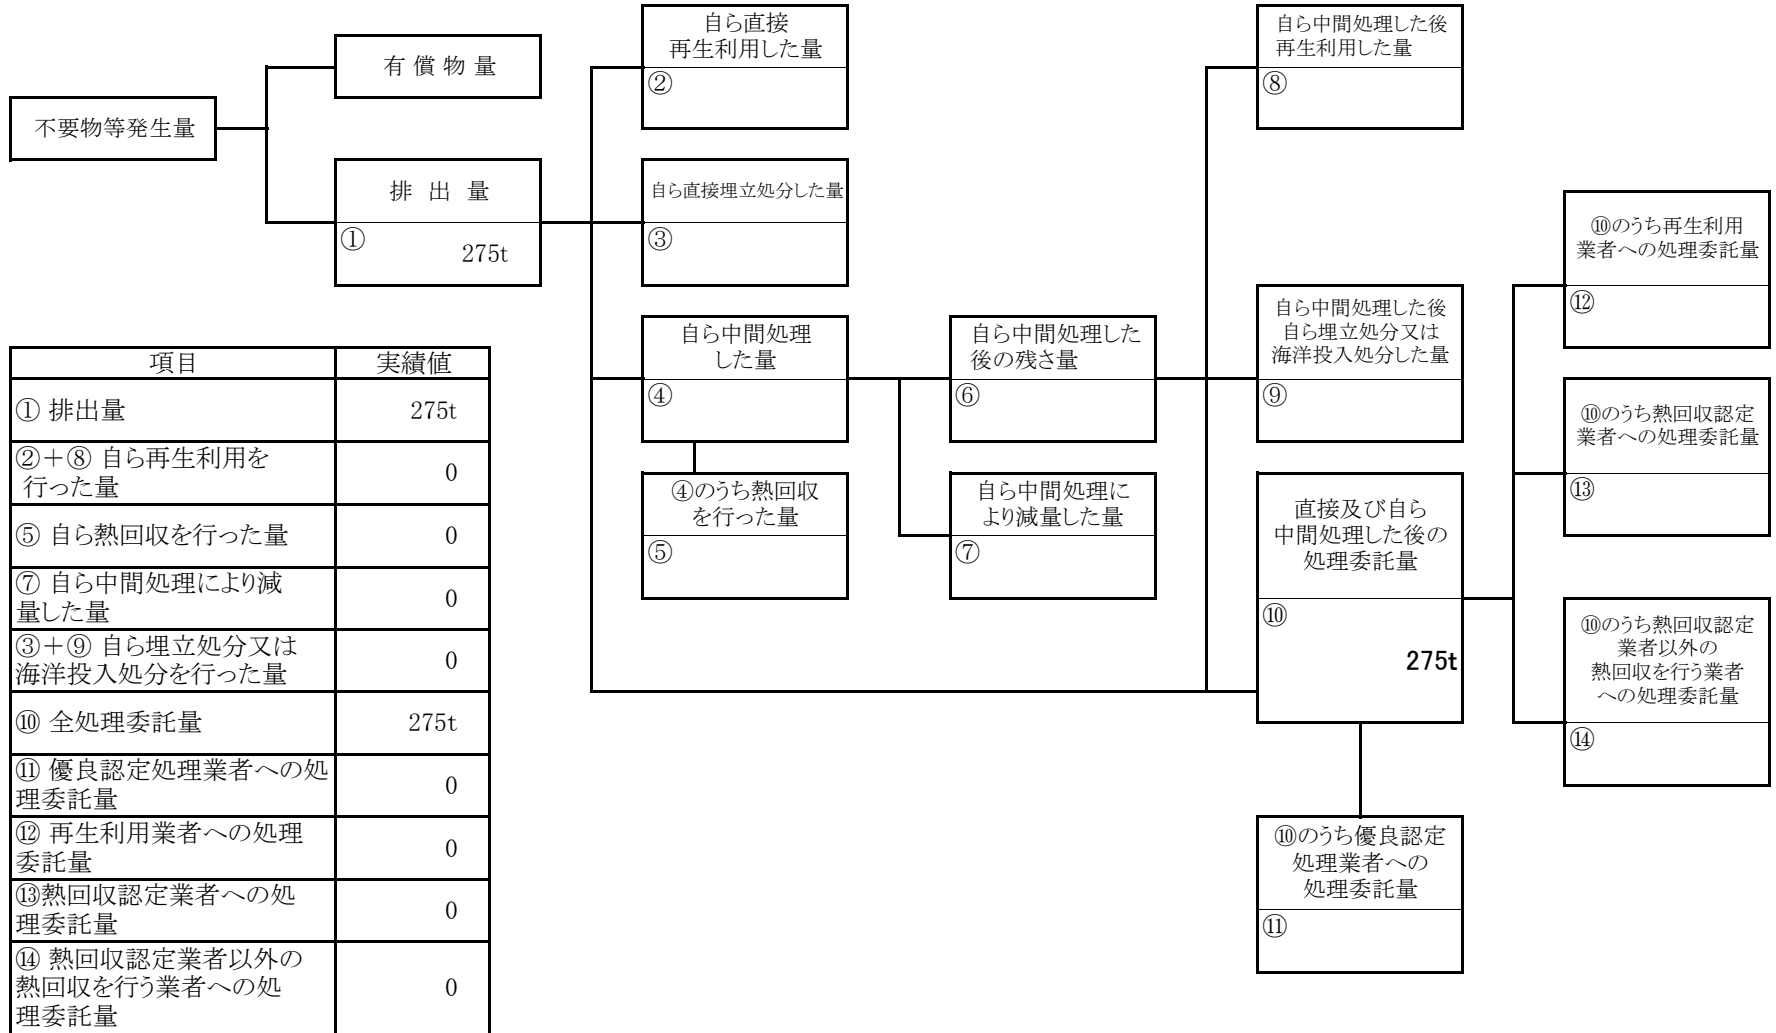 不要物等発生量
有 償 物 量
排 出 量
①
275t
自ら直接
再生利用した量
②
自ら直接埋立処分した量
③
自ら中間処理
した量
④
④のうち熱回収
を行った量
⑤
自ら中間処理した
後の残さ量
⑥
自ら中間処理に
より減量した量
⑦
自ら中間処理した後
再生利用した量
⑧
自ら中間処理した後
自ら埋立処分又は
海洋投入処分した量
⑨
直接及び自ら
中間処理した後の
処理委託量
⑩
275t
⑩のうち優良認定
処理業者への
処理委託量
⑪
⑩のうち再生利用
業者への処理委託量
⑫
⑩のうち熱回収認定
業者への処理委託量
⑬
⑩のうち熱回収認定
業者以外の
熱回収を行う業者
への処理委託量
⑭
項目 実績値
① 排出量 275t
②＋⑧ 自ら再生利用を
行った量 0
⑤ 自ら熱回収を行った量 0
⑦ 自ら中間処理により減
量した量 0
③＋⑨ 自ら埋立処分又は
海洋投入処分を行った量 0
⑩ 全処理委託量 275t
⑪ 優良認定処理業者への処
理委託量 0
⑫ 再生利用業者への処理
委託量 0
⑬熱回収認定業者への処
理委託量 0
⑭ 熱回収認定業者以外の
熱回収を行う業者への処
理委託量 0